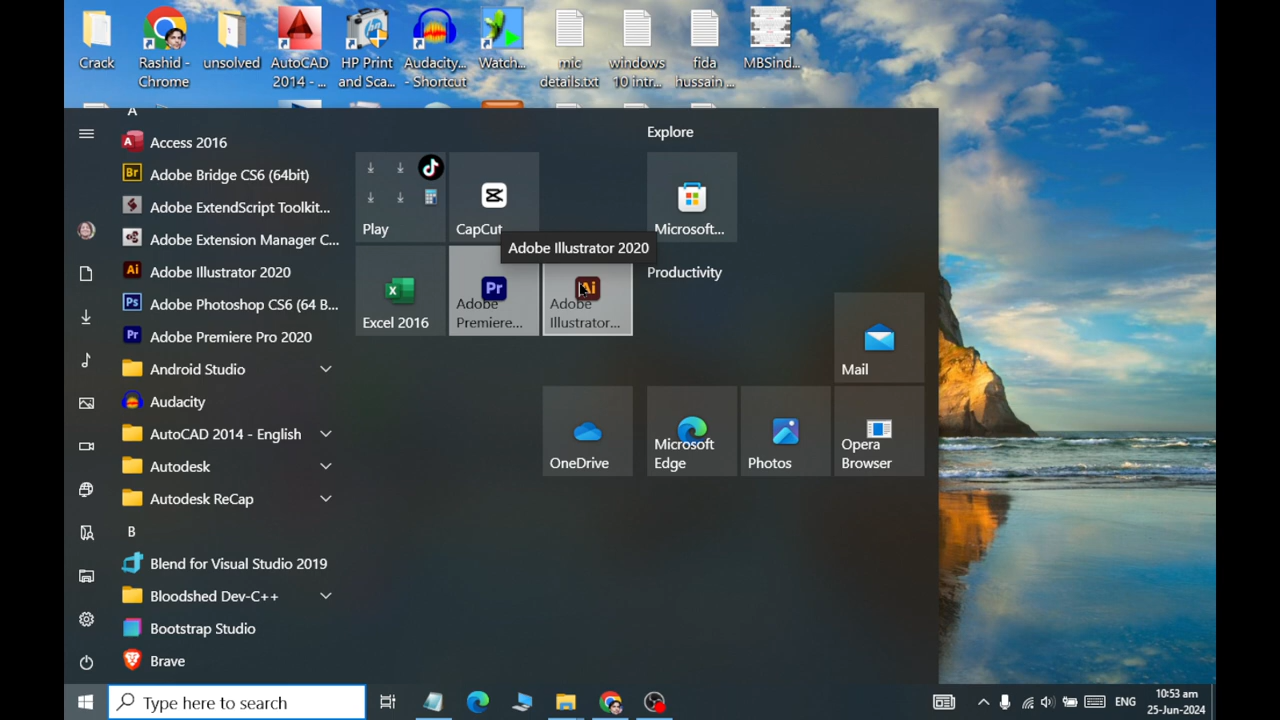 Crack
Rashid -
Chrome
unsolved
AutoCAD
2014 - ...
HP Print
and Sca...
Audacity...
- Shortcut
Watch...
mic
details.txt
windows
10 intr...
fida
hussain ...
MBSind...
A
Access 2016
Adobe Bridge CS6 (64bit)
Adobe ExtendScript Toolkit...
Adobe Extension Manager C...
Adobe Illustrator 2020
Adobe Photoshop CS6 (64 B...
Adobe Premiere Pro 2020
Android Studio
Audacity
AutoCAD 2014 - English
Autodesk
Autodesk ReCap
B
Blend for Visual Studio 2019
Bloodshed Dev-C++
Bootstrap Studio
Brave
Play
CapCut
Adobe Illustrator 2020
Excel 2016
Pr
Adobe
Premiere...
Ai
Adobe
Illustrator...
OneDrive
Explore
Microsoft...
Productivity
Mail
Microsoft
Edge
Photos
Opera
Browser
Type here to search
ENG
10:53 am
25-Jun-2024